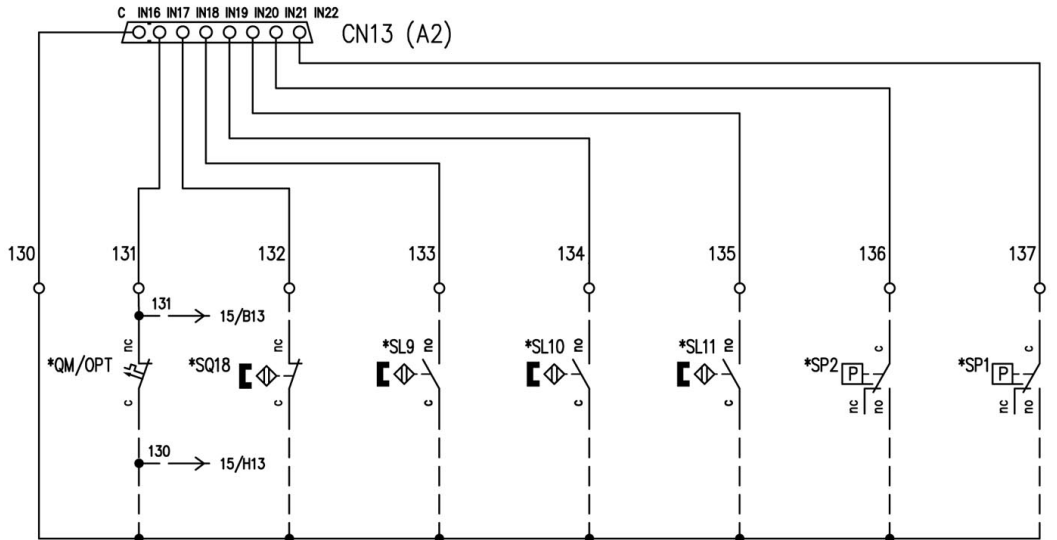 C IN16 IN17 IN18 IN19 IN20 IN21 IN22
CN13 (A2)
130 131 132 133 134 135 136 137
131 15/B13
nc nc no no no c c
*QM/OPT *SQ18 *SL9 *SL10 *SL11 *SP2 P *SP1 P
c c c c c nc no nc no
130 15/H13